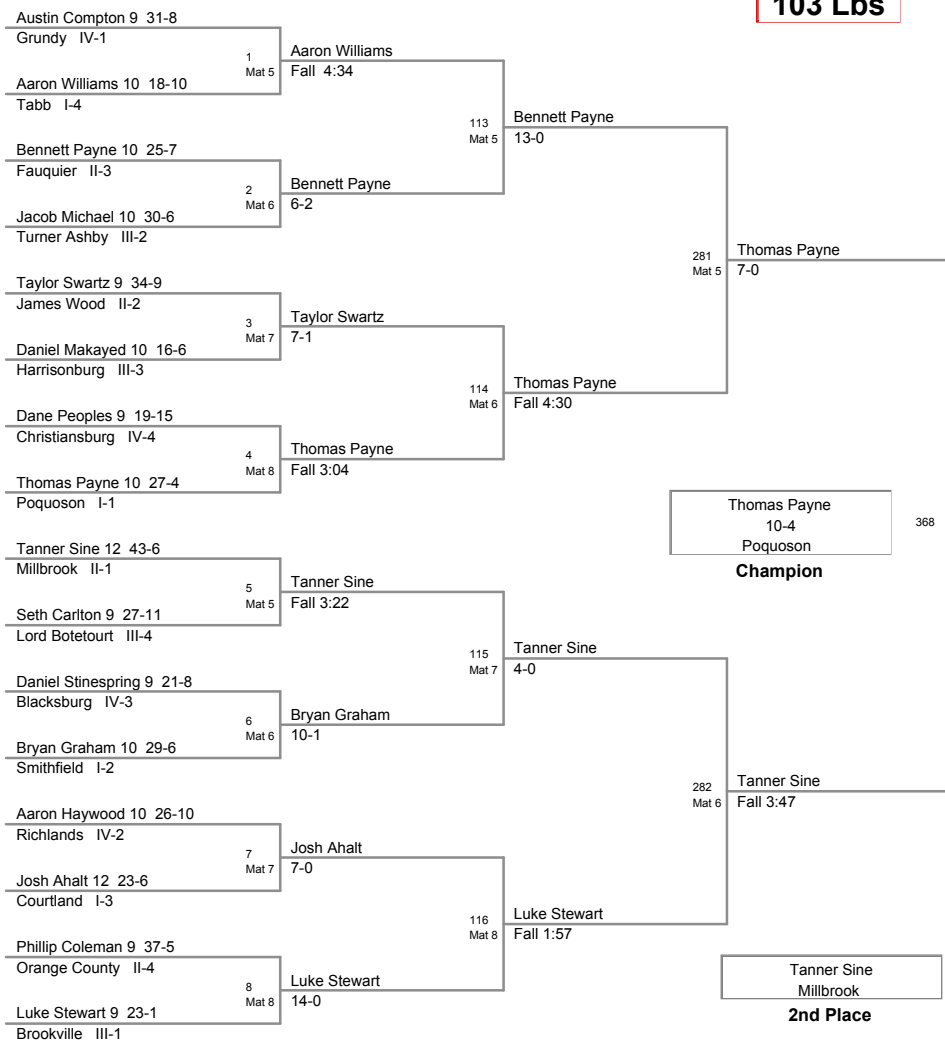 103 Lbs
Austin Compton 9 31-8
Grundy IV-1
1
Mat 5
Aaron Williams
Fall 4:34
Aaron Williams 10 18-10
Tabb I-4
113
Mat 5
Bennett Payne
13-0
Bennett Payne 10 25-7
Fauquier II-3
2
Mat 6
Bennett Payne
6-2
Jacob Michael 10 30-6
Turner Ashby III-2
281
Mat 5
Thomas Payne
7-0
Taylor Swartz 9 34-9
James Wood II-2
3
Mat 7
Taylor Swartz
7-1
Daniel Makayed 10 16-6
Harrisonburg III-3
114
Mat 6
Thomas Payne
Fall 4:30
Dane Peoples 9 19-15
Christiansburg IV-4
4
Mat 8
Thomas Payne
Fall 3:04
Thomas Payne 10 27-4
Poquoson I-1
Thomas Payne
10-4
Poquoson
368
Champion
Tanner Sine 12 43-6
Millbrook II-1
5
Mat 5
Tanner Sine
Fall 3:22
Seth Carlton 9 27-11
Lord Botetourt III-4
115
Mat 7
Tanner Sine
4-0
Daniel Stinespring 9 21-8
Blacksburg IV-3
6
Mat 6
Bryan Graham
10-1
Bryan Graham 10 29-6
Smithfield I-2
282
Mat 6
Tanner Sine
Fall 3:47
Aaron Haywood 10 26-10
Richlands IV-2
7
Mat 7
Josh Ahalt
7-0
Josh Ahalt 12 23-6
Courtland I-3
116
Mat 8
Luke Stewart
Fall 1:57
Phillip Coleman 9 37-5
Orange County II-4
8
Mat 8
Luke Stewart
14-0
Luke Stewart 9 23-1
Brookville III-1
Tanner Sine
Millbrook
2nd Place